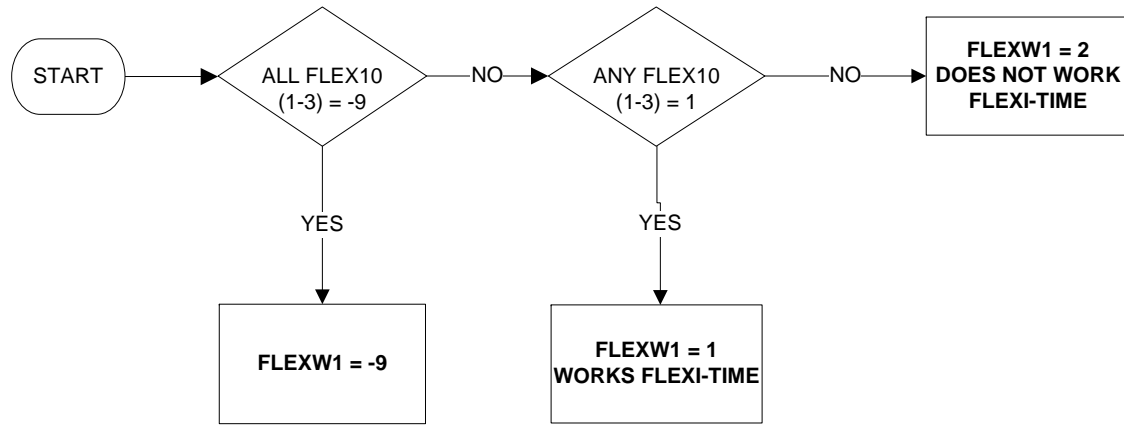 START
ALL FLEX10
(1-3) = -9
NO
ANY FLEX10
(1-3) = 1
NO
FLEXW1 = 2
DOES NOT WORK
FLEXI-TIME
YES
YES
FLEXW1 = -9
FLEXW1 = 1
WORKS FLEXI-TIME